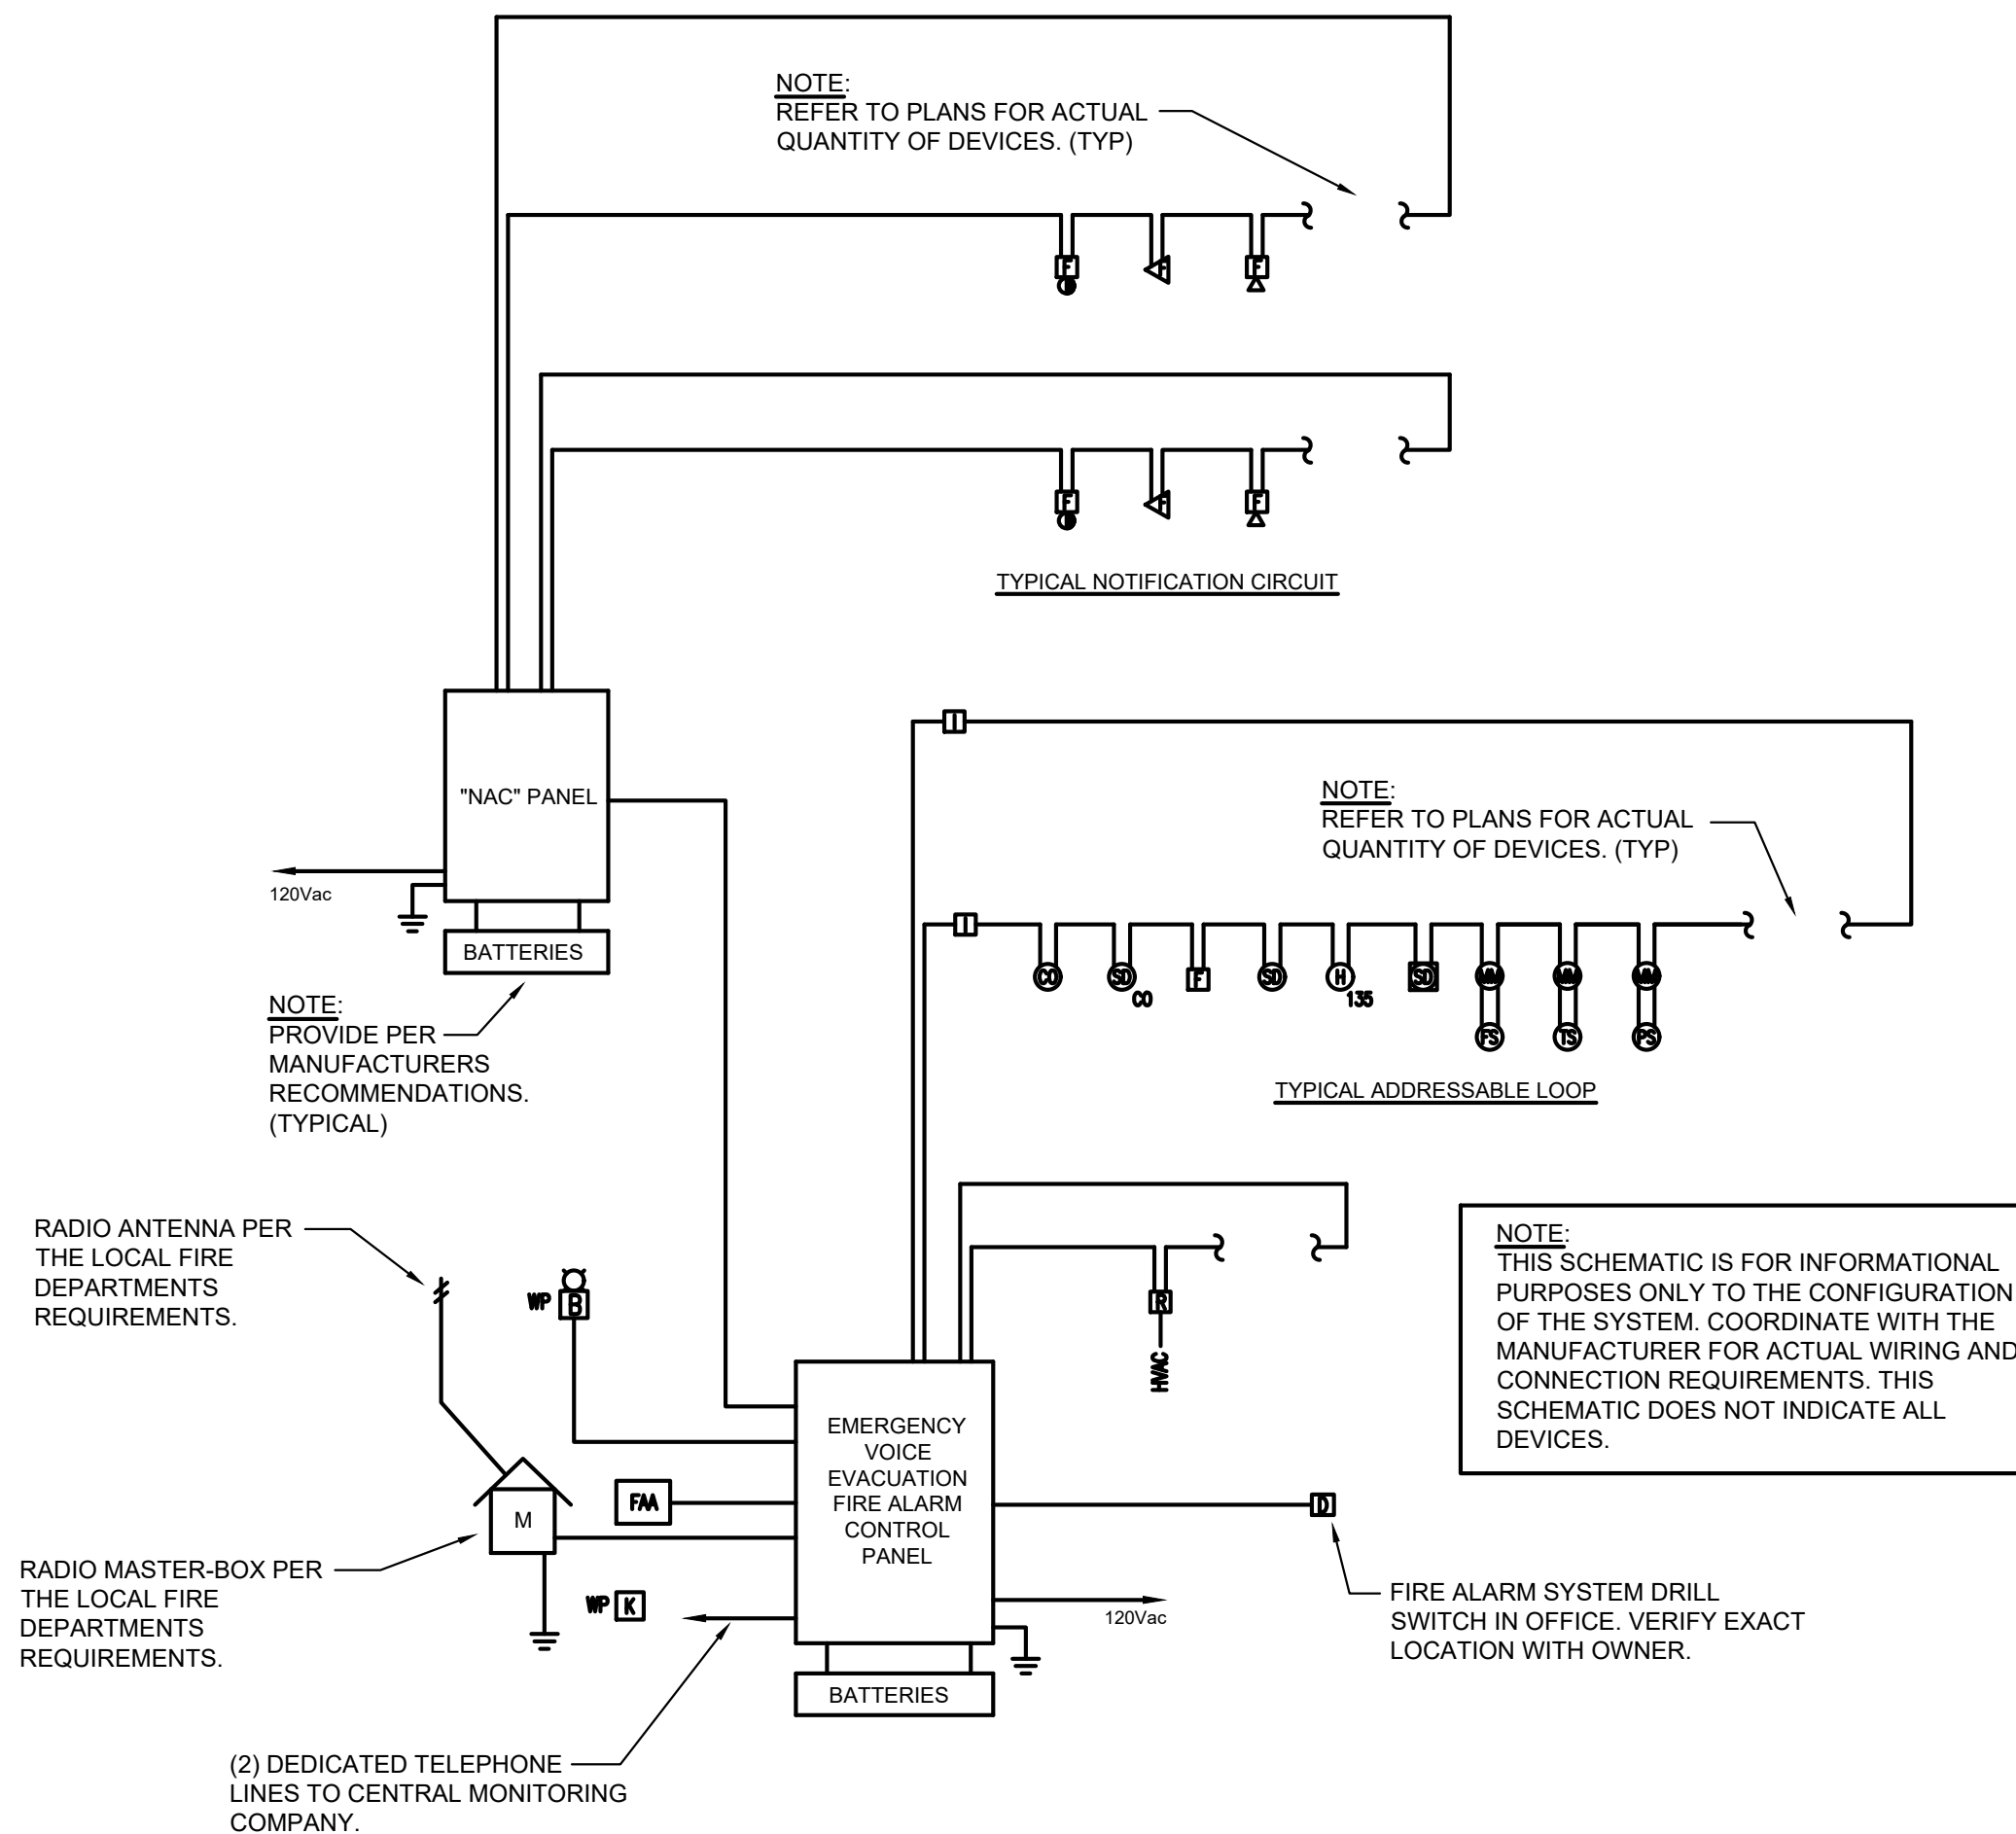 NOTE:
REFER TO PLANS FOR ACTUAL
QUANTITY OF DEVICES. (TYP)
F
F
F
F
F
F
TYPICAL NOTIFICATION CIRCUIT
"NAC" PANEL
120Vac
BATTERIES
NOTE:
PROVIDE PER
MANUFACTURERS
RECOMMENDATIONS.
(TYPICAL)
I
NOTE:
REFER TO PLANS FOR ACTUAL
QUANTITY OF DEVICES. (TYP)
I
CO
SD
CO
F
SD
H
135
SD
MM
MM
MM
FS
TS
PS
TYPICAL ADDRESSABLE LOOP
RADIO ANTENNA PER
THE LOCAL FIRE
DEPARTMENTS
REQUIREMENTS.
WP B
R
HVAC
NOTE:
THIS SCHEMATIC IS FOR INFORMATIONAL
PURPOSES ONLY TO THE CONFIGURATION
OF THE SYSTEM. COORDINATE WITH THE
MANUFACTURER FOR ACTUAL WIRING AND
CONNECTION REQUIREMENTS. THIS
SCHEMATIC DOES NOT INDICATE ALL
DEVICES.
EMERGENCY
VOICE
EVACUATION
FIRE ALARM
CONTROL
PANEL
FAA
M
D
RADIO MASTER-BOX PER
THE LOCAL FIRE
DEPARTMENTS
REQUIREMENTS.
WP K
120Vac
FIRE ALARM SYSTEM DRILL
SWITCH IN OFFICE. VERIFY EXACT
LOCATION WITH OWNER.
BATTERIES
(2) DEDICATED TELEPHONE
LINES TO CENTRAL MONITORING
COMPANY.